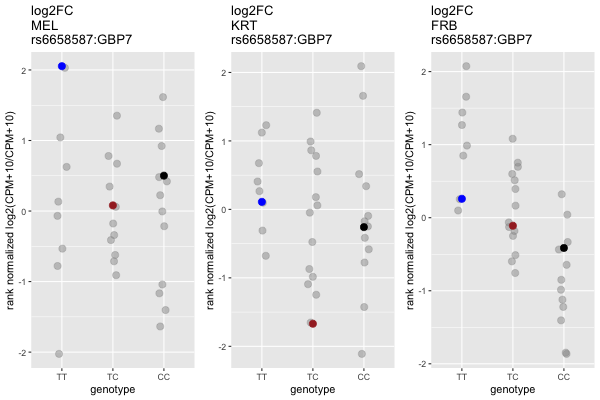 log2FC
MEL
rs6658587:GBP7
rank normalized log2(CPM+10/CPM+10)
2
1
0
-1
-2
TT
TC
CC
genotype
log2FC
KRT
rs6658587:GBP7
rank normalized log2(CPM+10/CPM+10)
2
1
0
-1
-2
TT
TC
CC
genotype
log2FC
FRB
rs6658587:GBP7
rank normalized log2(CPM+10/CPM+10)
2
1
0
-1
-2
TT
TC
CC
genotype